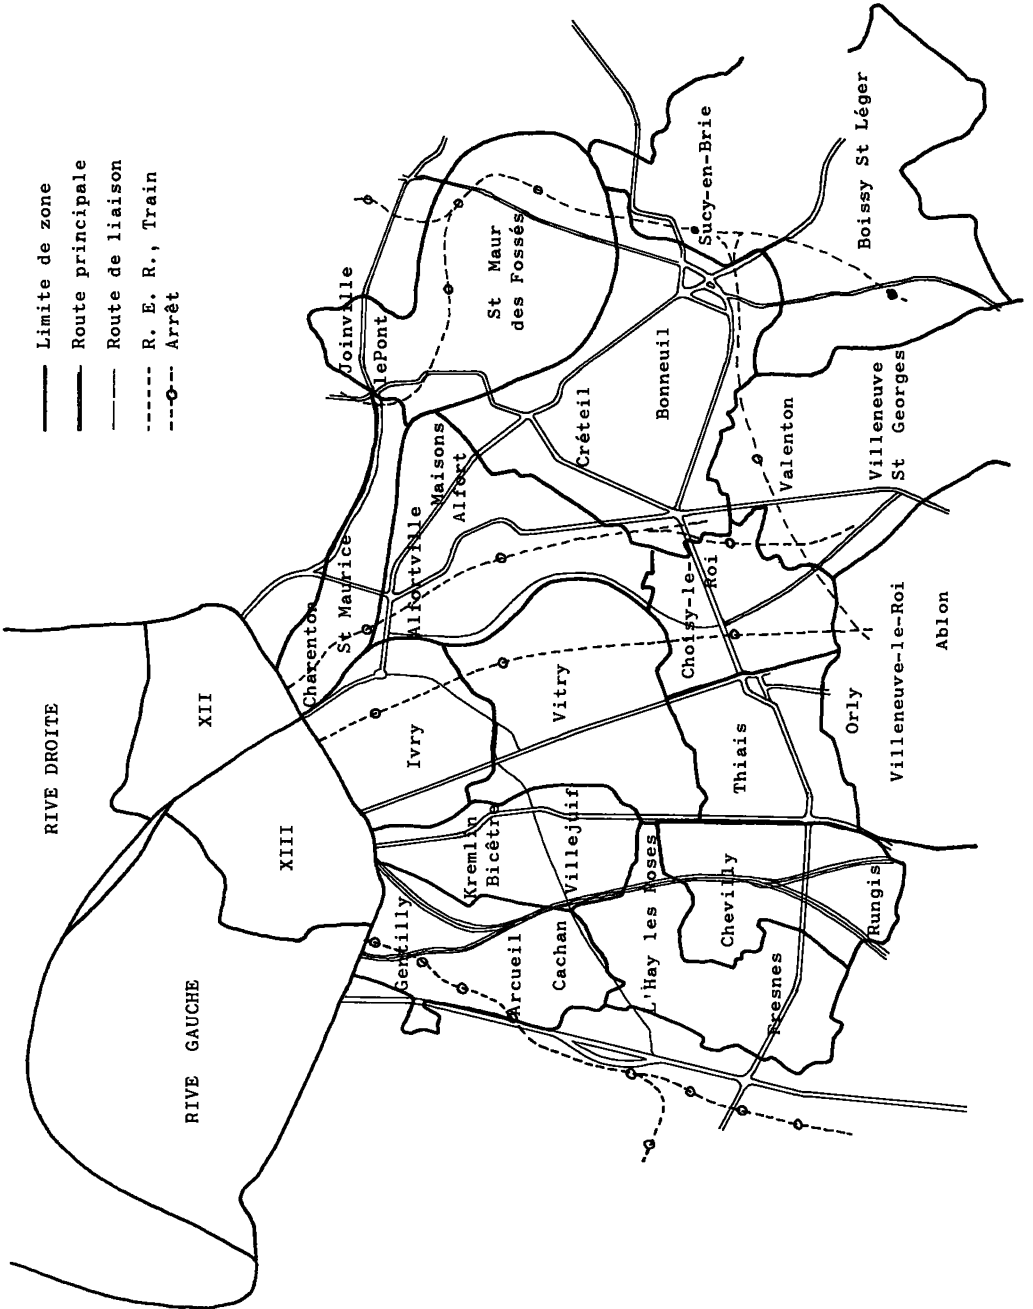 Limite de zone
Route principale
Route de liaison
R. E. R., Train
Arrêt
RIVE DROITE
XII
XIII
RIVE GAUCHE
Joinville
lePont
St Maur
des Fossés
Sucy-en-Brie
Boissy St Léger
Bonneuil
Créteil
Maisons
Alfort
Valenton
Villeneuve
St Georges
Charenton
St Maurice
Alfortville
Choisy-le-
Roi
Ivry
Vitry
Thiais
Orly
Villeneuve-le-Roi
Ablon
Kremlin
Bicêtre
Villejuif
Gentilly
Arcueil
Cachan
L'Hay les Roses
Chevilly
Fresnes
Rungis